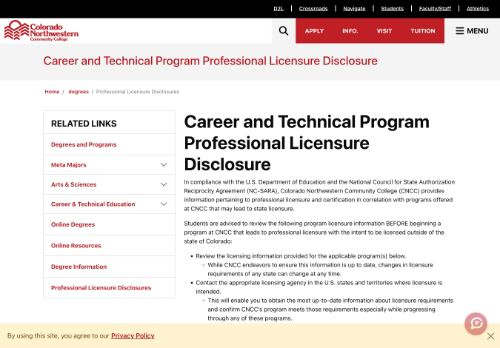 D2L | Crossroads | Navigate | Students | Faculty/Staff | Athletics
Colorado
Northwestern
Community College
APPLY INFO. VISIT TUITION MENU
Career and Technical Program Professional Licensure Disclosure
Home / degrees / Professional Licensure Disclosures
RELATED LINKS
Degrees and Programs
Meta Majors
Arts & Sciences
Career & Technical Education
Online Degrees
Online Resources
Degree Information
Professional Licensure Disclosures
Career and Technical Program
Professional Licensure
Disclosure
In compliance with the U.S. Department of Education and the National Council for State Authorization
Reciprocity Agreement (NC-SARA), Colorado Northwestern Community College (CNCC) provides
information pertaining to professional licensure and certification in correlation with programs offered
at CNCC that may lead to state licensure.
Students are advised to review the following program licensure information BEFORE beginning a
program at CNCC that leads to professional licensure with the intent to be licensed outside of the
state of Colorado:
• Review the licensing information provided for the applicable program(s) below.
○ While CNCC endeavors to ensure this information is up to date, changes in licensure
requirements of any state can change at any time.
• Contact the appropriate licensing agency in the U.S. states and territories where licensure is
intended.
○ This will enable you to obtain the most up-to-date information about licensure requirements
and confirm CNCC's program meets those requirements especially while progressing
through any of these programs.
By using this site, you agree to our Privacy Policy